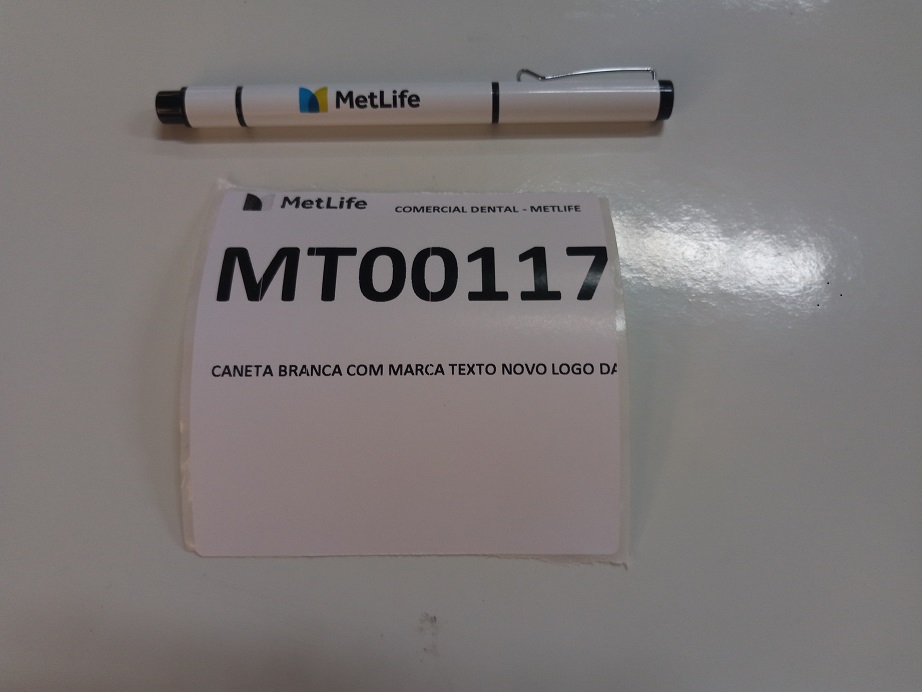 MetLife
MetLife
COMERCIAL DENTAL - METLIFE
MT00117
CANETA BRANCA COM MARCA TEXTO NOVO LOGO DA